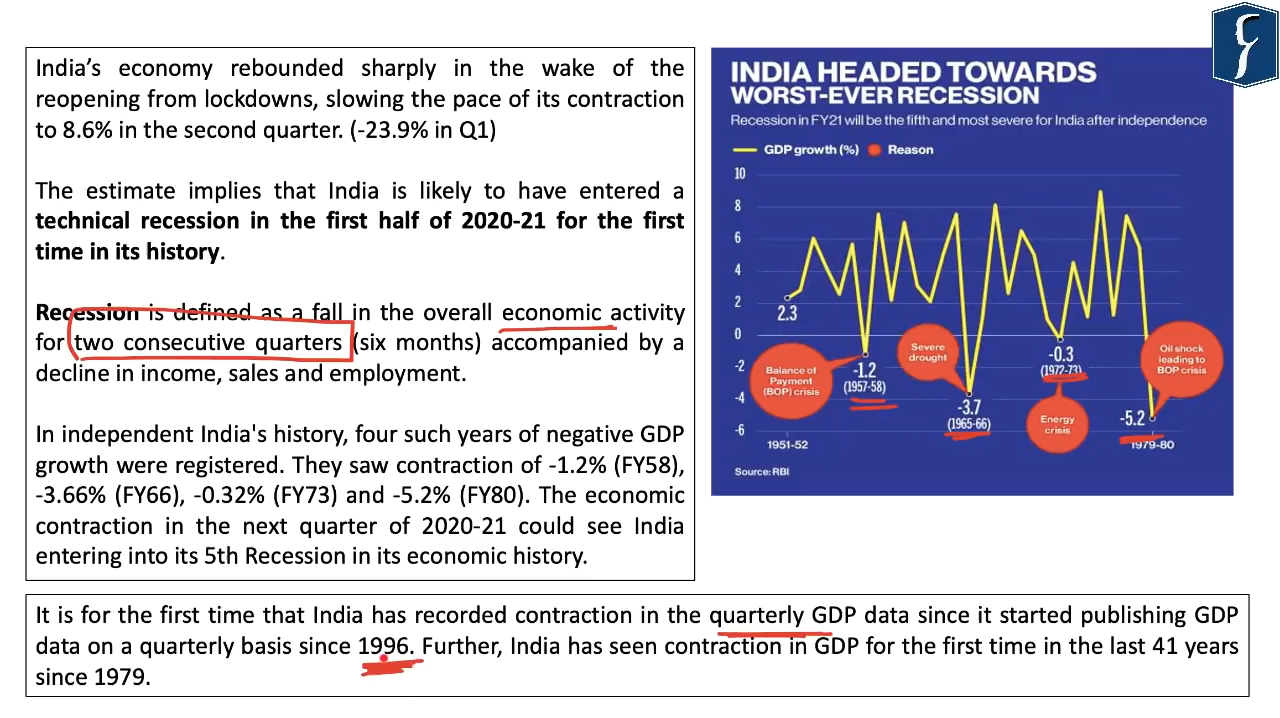 India’s economy rebounded sharply in the wake of the
reopening from lockdowns, slowing the pace of its contraction
to 8.6% in the second quarter. (-23.9% in Q1)
The estimate implies that India is likely to have entered a
technical recession in the first half of 2020-21 for the first
time in its history.
Recession is defined as a fall in the overall economic activity
for two consecutive quarters (six months) accompanied by a
decline in income, sales and employment.
In independent India's history, four such years of negative GDP
growth were registered. They saw contraction of -1.2% (FY58),
-3.66% (FY66), -0.32% (FY73) and -5.2% (FY80). The economic
contraction in the next quarter of 2020-21 could see India
entering into its 5th Recession in its economic history.
INDIA HEADED TOWARDS
WORST-EVER RECESSION
Recession in FY21 will be the fifth and most severe for India after independence
GDP growth (%) Reason
10
8
6
4
2
0
-2
-4
-6
2.3
Balance of
Payment
(BOP) crisis
-1.2
(1957-58)
Severe
drought
-3.7
(1965-66)
-0.3
(1972-73)
Energy
crisis
Oil shock
leading to
BOP crisis
-5.2
1951-52
1979-80
Source: RBI
It is for the first time that India has recorded contraction in the quarterly GDP data since it started publishing GDP
data on a quarterly basis since 1996. Further, India has seen contraction in GDP for the first time in the last 41 years
since 1979.